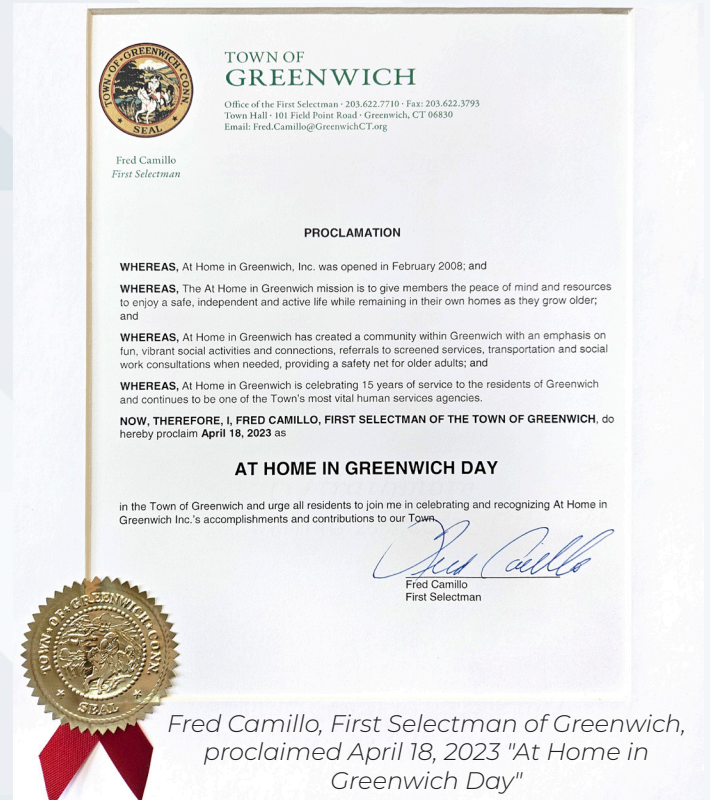 TOWN OF GREENWICH CONN.
SEAL
TOWN OF
GREENWICH
Office of the First Selectman · 203.622.7710 · Fax: 203.622.3793
Town Hall · 101 Field Point Road · Greenwich, CT 06830
Email: Fred.Camillo@GreenwichCT.org
Fred Camillo
First Selectman
PROCLAMATION
WHEREAS, At Home in Greenwich, Inc. was opened in February 2008; and
WHEREAS, The At Home in Greenwich mission is to give members the peace of mind and resources
to enjoy a safe, independent and active life while remaining in their own homes as they grow older;
and
WHEREAS, At Home in Greenwich has created a community within Greenwich with an emphasis on
fun, vibrant social activities and connections, referrals to screened services, transportation and social
work consultations when needed, providing a safety net for older adults; and
WHEREAS, At Home in Greenwich is celebrating 15 years of service to the residents of Greenwich
and continues to be one of the Town's most vital human services agencies.
NOW, THEREFORE, I, FRED CAMILLO, FIRST SELECTMAN OF THE TOWN OF GREENWICH, do
hereby proclaim April 18, 2023 as
AT HOME IN GREENWICH DAY
in the Town of Greenwich and urge all residents to join me in celebrating and recognizing At Home in
Greenwich Inc.'s accomplishments and contributions to our Town.
Fred Camillo
Fred Camillo
First Selectman
TOWN OF GREENWICH CONN
SEAL
Fred Camillo, First Selectman of Greenwich,
proclaimed April 18, 2023 "At Home in
Greenwich Day"